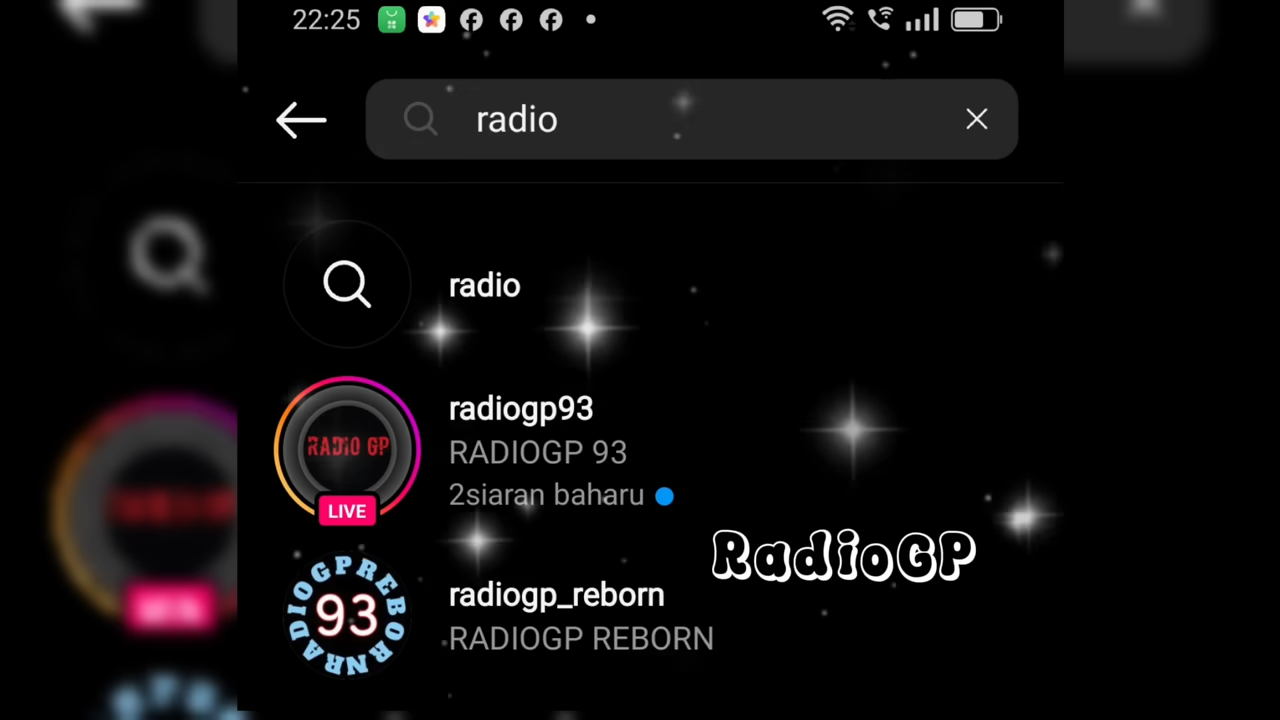 22:25
radio
radio
radiogp93
RADIOGP 93
2siaran baharu
RADIO GP
LIVE
RadioGP
radiogp_reborn
RADIOGP REBORN
RADIOGPREBORN
93